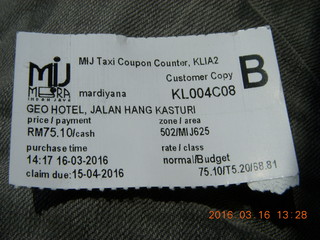 MIJ Taxi Coupon Counter, KLIA2
Customer Copy
B
MIJ
mardiyana
KL004C08
GEO HOTEL, JALAN HANG KASTURI
price / payment
zone / area
RM75.10/cash
502/MIJ625
purchase time
rate / class
14:17 16-03-2016
normal/Budget
claim due:15-04-2016
75.10/T5.20/68.81
2016. 03. 16 13:28